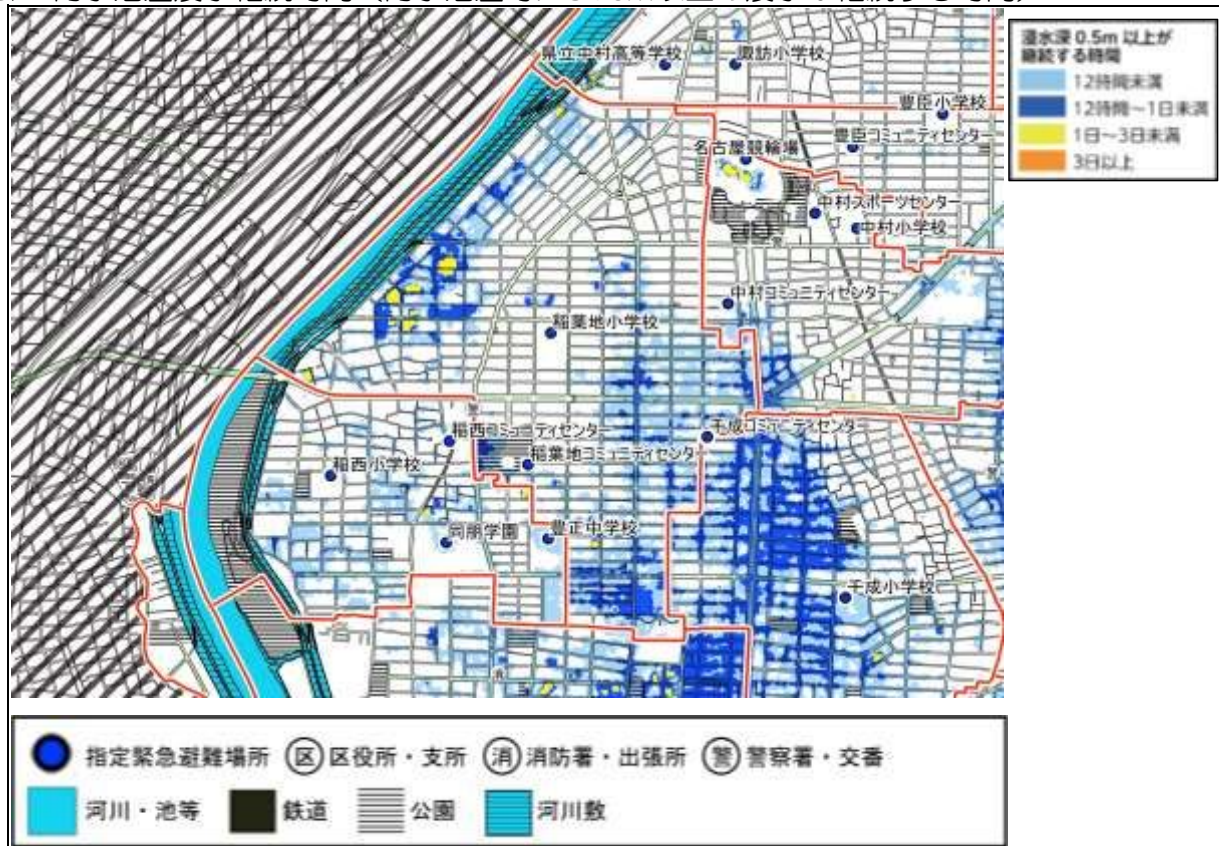 浸水深 0.5m 以上が
継続する時間
12時間未満
12時間～1日未満
1日～3日未満
3日以上
県立中村高等学校
諏訪小学校
豊臣小学校
豊臣コミュニティセンター
名古屋競輪場
中村スポーツセンター
中村小学校
中村コミュニティセンター
稲葉地小学校
千成コミュニティセンター
稲西コミュニティセンター
稲葉地コミュニティセンター
稲西小学校
同朋学園
豊正中学校
千成小学校
指定緊急避難場所 区 区役所・支所 消 消防署・出張所 警 警察署・交番
河川・池等 鉄道 公園 河川敷